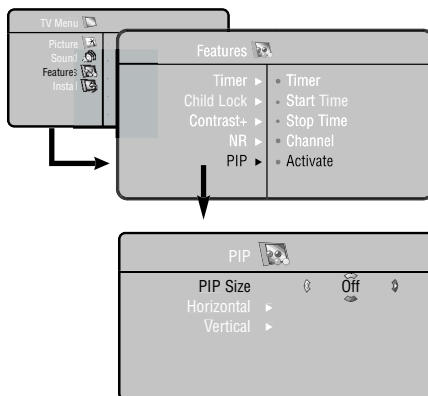 TV Menu
Picture
Sound
Features
Install
Features
Timer
Child Lock
Contrast+
NR
PIP
• Timer
• Start Time
• Stop Time
• Channel
• Activate
PIP
PIP Size Off
Horizontal
Vertical